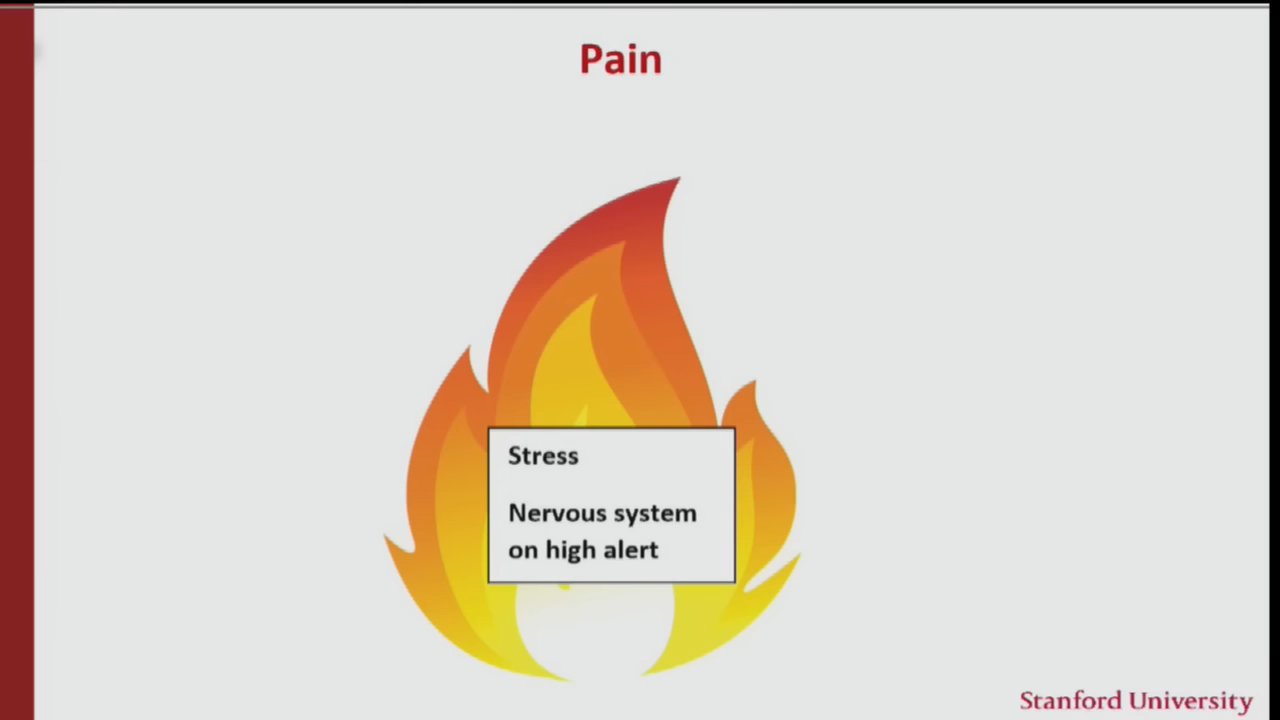 Pain
Stress
Nervous system
on high alert
Stanford University